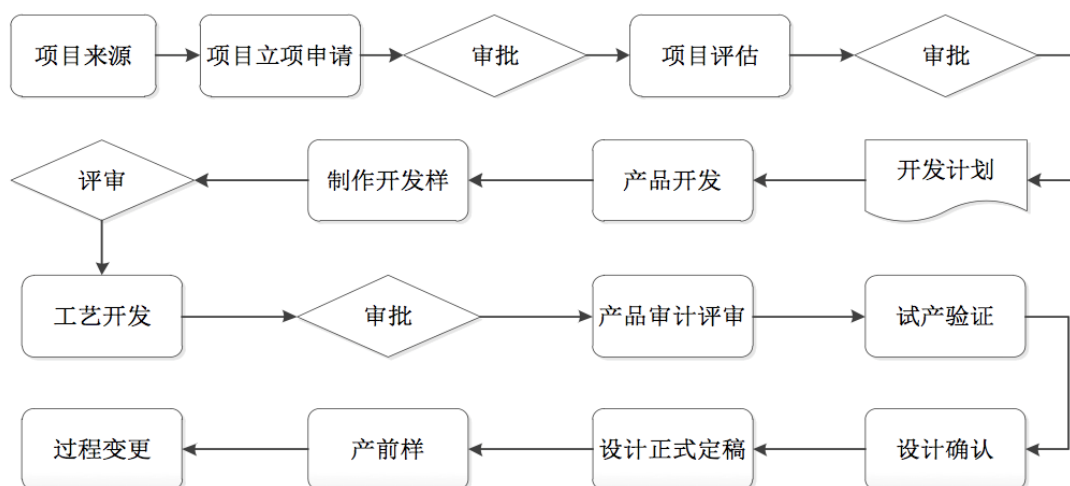 项目来源
项目立项申请
审批
项目评估
审批
评审
制作开发样
产品开发
开发计划
工艺开发
审批
产品审计评审
试产验证
过程变更
产前样
设计正式定稿
设计确认